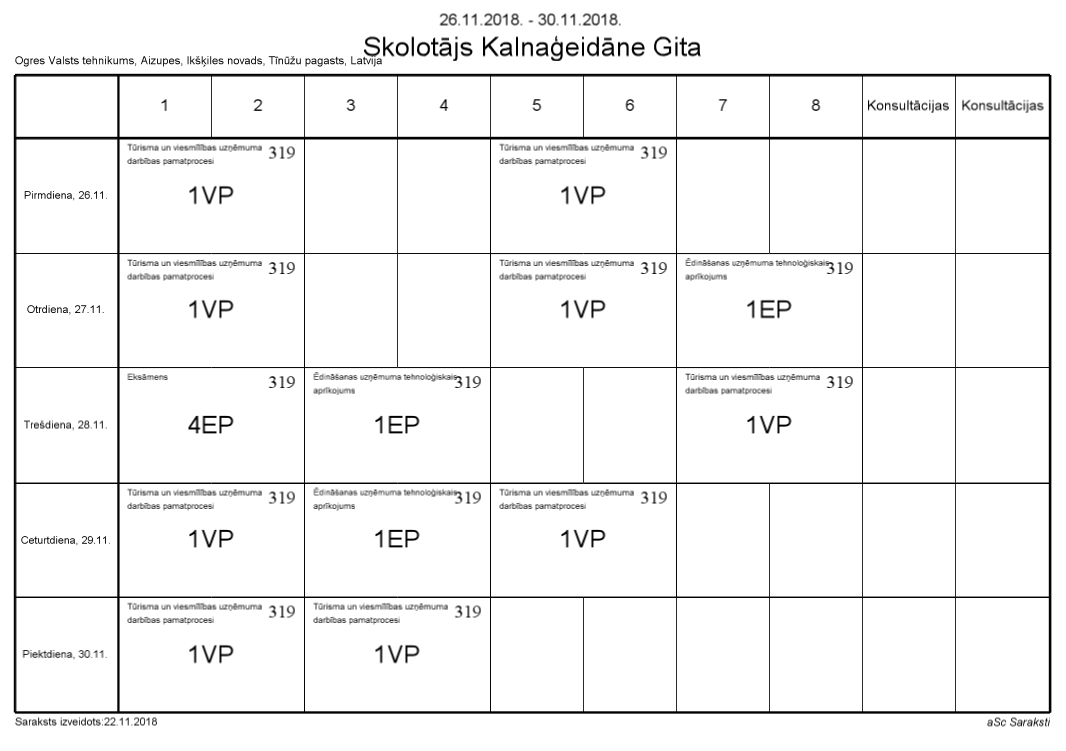 26.11.2018. - 30.11.2018.
Skolotājs Kalnaģeidāne Gita
Ogres Valsts tehnikums, Aizupes, Ikšķiles novads, Tīnūžu pagasts, Latvija
1 2 3 4 5 6 7 8 Konsultācijas Konsultācijas
Pirmdiena, 26.11.
Tūrisma un viesmīlības uzņēmuma 319
darbības pamatprocesi
1VP
Tūrisma un viesmīlības uzņēmuma 319
darbības pamatprocesi
1VP
Otrdiena, 27.11.
Tūrisma un viesmīlības uzņēmuma 319
darbības pamatprocesi
1VP
Tūrisma un viesmīlības uzņēmuma 319
darbības pamatprocesi
1VP
Ēdināšanas uzņēmuma tehnoloģiskais 319
aprīkojums
1EP
Trešdiena, 28.11.
Eksāmens 319
4EP
Ēdināšanas uzņēmuma tehnoloģiskais 319
aprīkojums
1EP
Tūrisma un viesmīlības uzņēmuma 319
darbības pamatprocesi
1VP
Ceturtdiena, 29.11.
Tūrisma un viesmīlības uzņēmuma 319
darbības pamatprocesi
1VP
Ēdināšanas uzņēmuma tehnoloģiskais 319
aprīkojums
1EP
Tūrisma un viesmīlības uzņēmuma 319
darbības pamatprocesi
1VP
Piektdiena, 30.11.
Tūrisma un viesmīlības uzņēmuma 319
darbības pamatprocesi
1VP
Tūrisma un viesmīlības uzņēmuma 319
darbības pamatprocesi
1VP
Saraksts izveidots:22.11.2018
aSc Saraksti